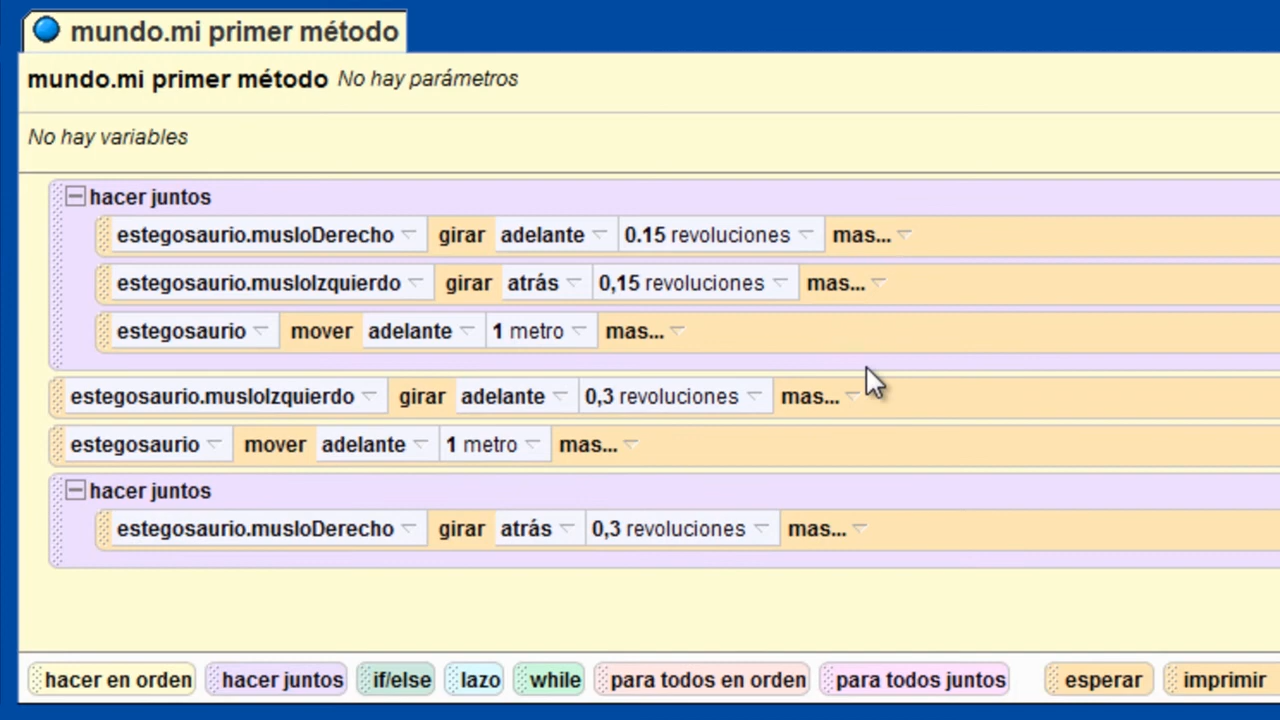 mundo.mi primer método
mundo.mi primer método No hay parámetros
No hay variables
hacer juntos
estegosaurio.musloDerecho girar adelante 0.15 revoluciones mas...
estegosaurio.musloIzquierdo girar atrás 0,15 revoluciones mas...
estegosaurio mover adelante 1 metro mas...
estegosaurio.musloIzquierdo girar adelante 0,3 revoluciones mas...
estegosaurio mover adelante 1 metro mas...
hacer juntos
estegosaurio.musloDerecho girar atrás 0,3 revoluciones mas...
hacer en orden hacer juntos if/else lazo while para todos en orden para todos juntos esperar imprimir